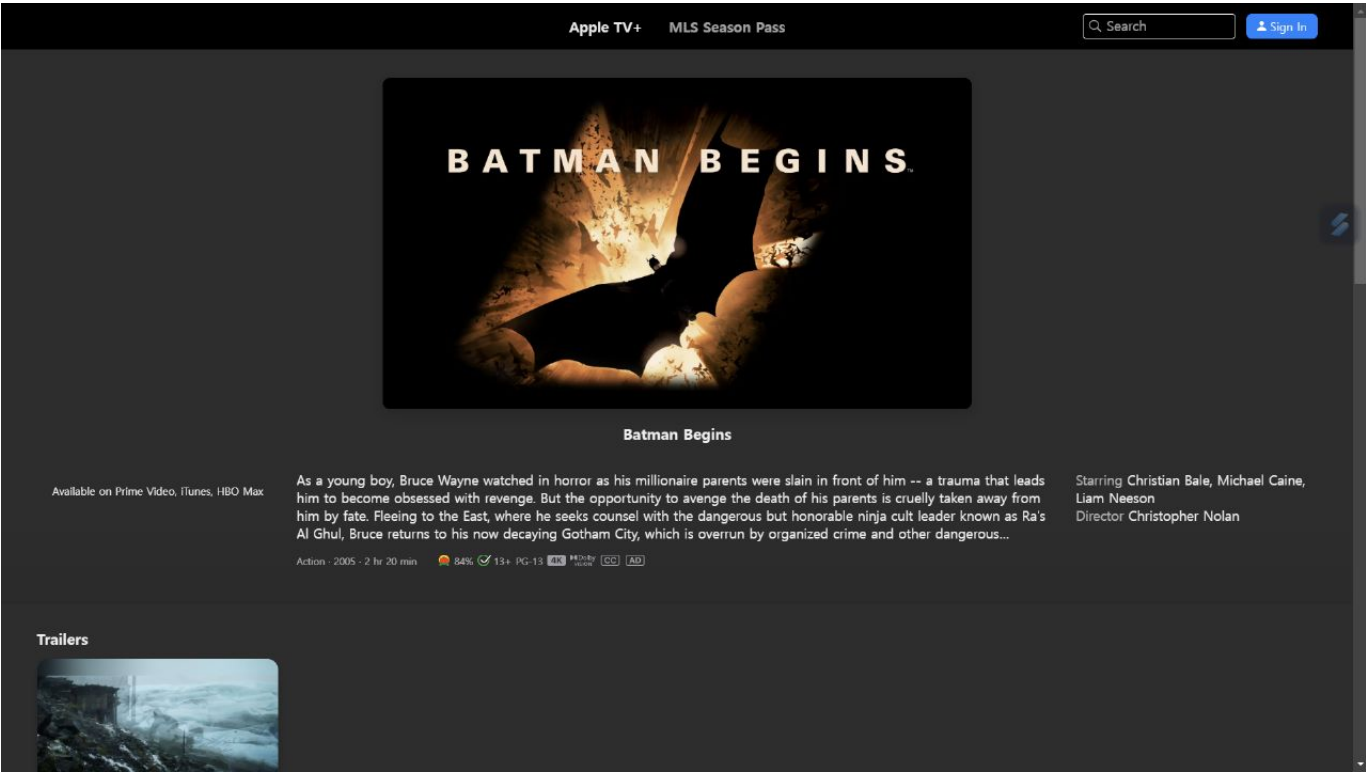 Apple TV+
MLS Season Pass
Search
Sign In
BATMAN BEGINS™
Batman Begins
Available on Prime Video, iTunes, HBO Max
As a young boy, Bruce Wayne watched in horror as his millionaire parents were slain in front of him -- a trauma that leads
him to become obsessed with revenge. But the opportunity to avenge the death of his parents is cruelly taken away from
him by fate. Fleeing to the East, where he seeks counsel with the dangerous but honorable ninja cult leader known as Ra's
Al Ghul, Bruce returns to his now decaying Gotham City, which is overrun by organized crime and other dangerous...
Starring Christian Bale, Michael Caine,
Liam Neeson
Director Christopher Nolan
Action · 2005 · 2 hr 20 min 84% 13+ PG-13 4K Dolby VISION CC AD
Trailers